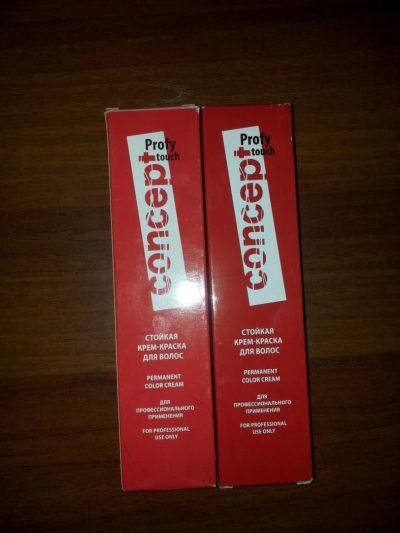 Profy
touch
concept
СТОЙКАЯ
КРЕМ-КРАСКА
ДЛЯ ВОЛОС
PERMANENT
COLOR CREAM
ДЛЯ
ПРОФЕССИОНАЛЬНОГО
ПРИМЕНЕНИЯ
FOR PROFESSIONAL
USE ONLY
Profy
touch
concept
СТОЙКАЯ
КРЕМ-КРАСКА
ДЛЯ ВОЛОС
PERMANENT
COLOR CREAM
ДЛЯ
ПРОФЕССИОНАЛЬНОГО
ПРИМЕНЕНИЯ
FOR PROFESSIONAL
USE ONLY